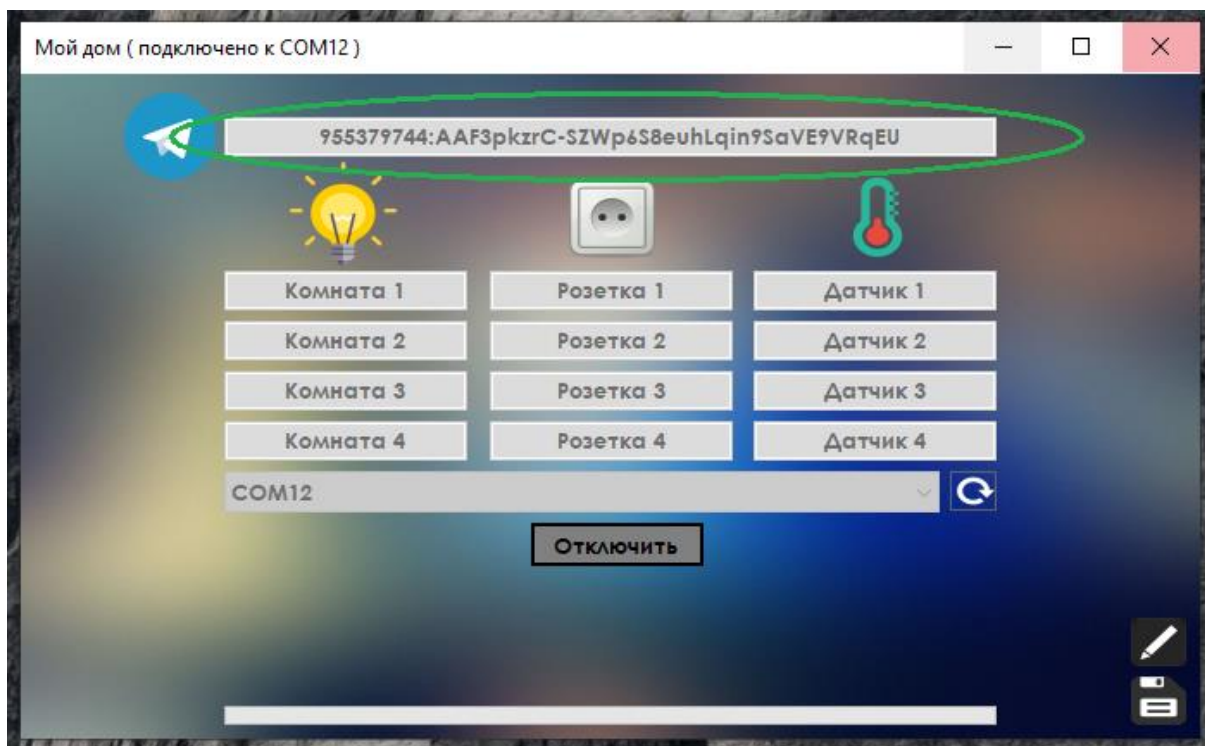 Мой дом ( подключено к COM12 )
955379744:AAF3pkzrC-SZWp6S8euhLqin9SaVE9VRqEU
Комната 1 Розетка 1 Датчик 1
Комната 2 Розетка 2 Датчик 2
Комната 3 Розетка 3 Датчик 3
Комната 4 Розетка 4 Датчик 4
COM12
Отключить